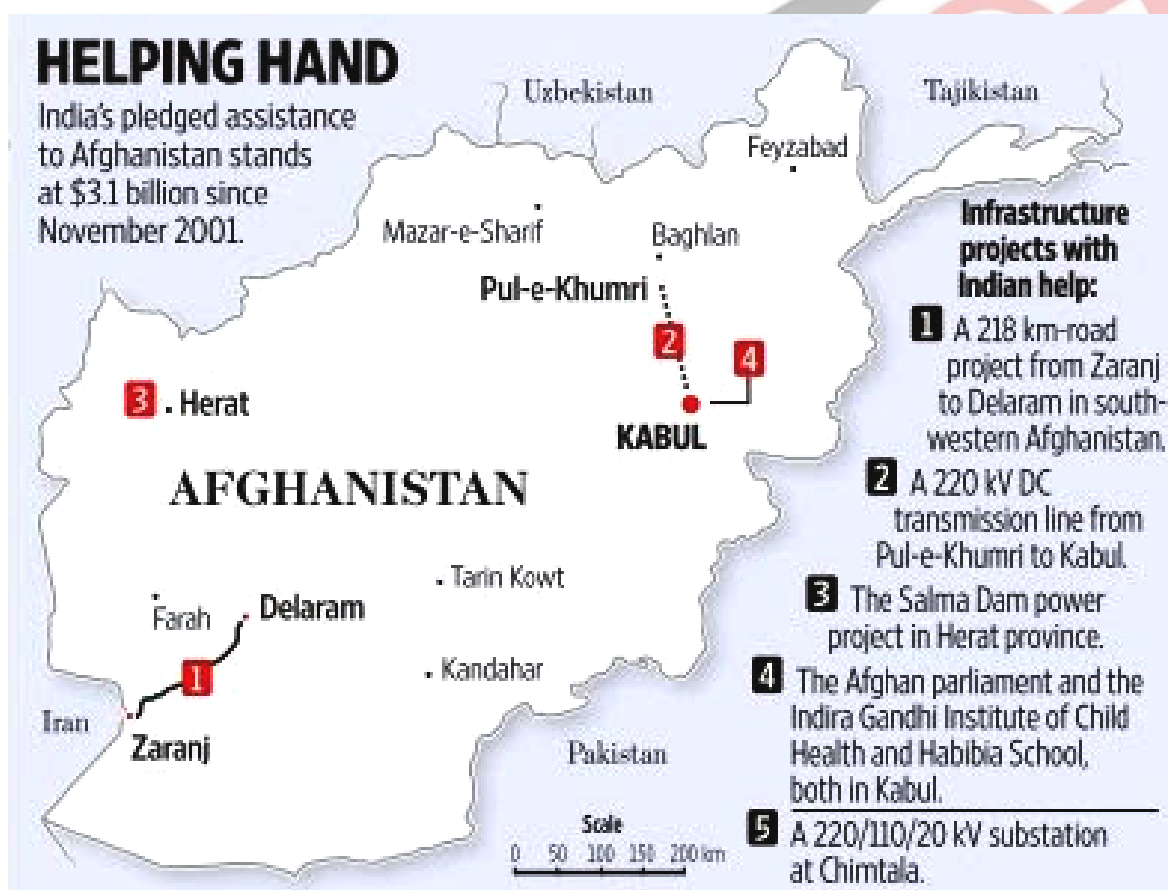 HELPING HAND
India's pledged assistance
to Afghanistan stands
at $3.1 billion since
November 2001.
Uzbekistan
Tajikistan
Feyzabad
Mazar-e-Sharif
Baghlan
Pul-e-Khumri
2
4
3
Herat
KABUL
AFGHANISTAN
Tarin Kowt
Farah
Delaram
1
Kandahar
Iran
Zaranj
Pakistan
Scale
0 50 100 150 200 km
Infrastructure
projects with
Indian help:
1 A 218 km-road
project from Zaranj
to Delaram in south-
western Afghanistan.
2 A 220 kV DC
transmission line from
Pul-e-Khumri to Kabul.
3 The Salma Dam power
project in Herat province.
4 The Afghan parliament and the
Indira Gandhi Institute of Child
Health and Habibia School,
both in Kabul.
5 A 220/110/20 kV substation
at Chimtala.